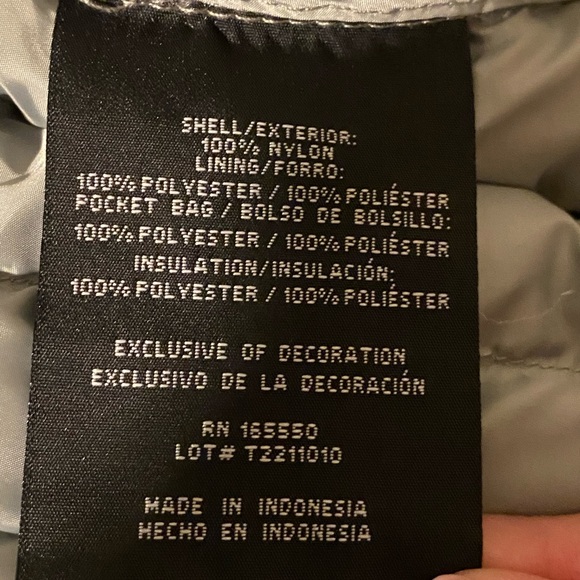 SHELL/EXTERIOR:
100% NYLON
LINING/FORRO:
100% POLYESTER / 100% POLIÉSTER
POCKET BAG / BOLSO DE BOLSILLO:
100% POLYESTER / 100% POLIÉSTER
INSULATION/INSULACIÓN:
100% POLYESTER / 100% POLIÉSTER
EXCLUSIVE OF DECORATION
EXCLUSIVO DE LA DECORACIÓN
RN 165550
LOT# T2211010
MADE IN INDONESIA
HECHO EN INDONESIA